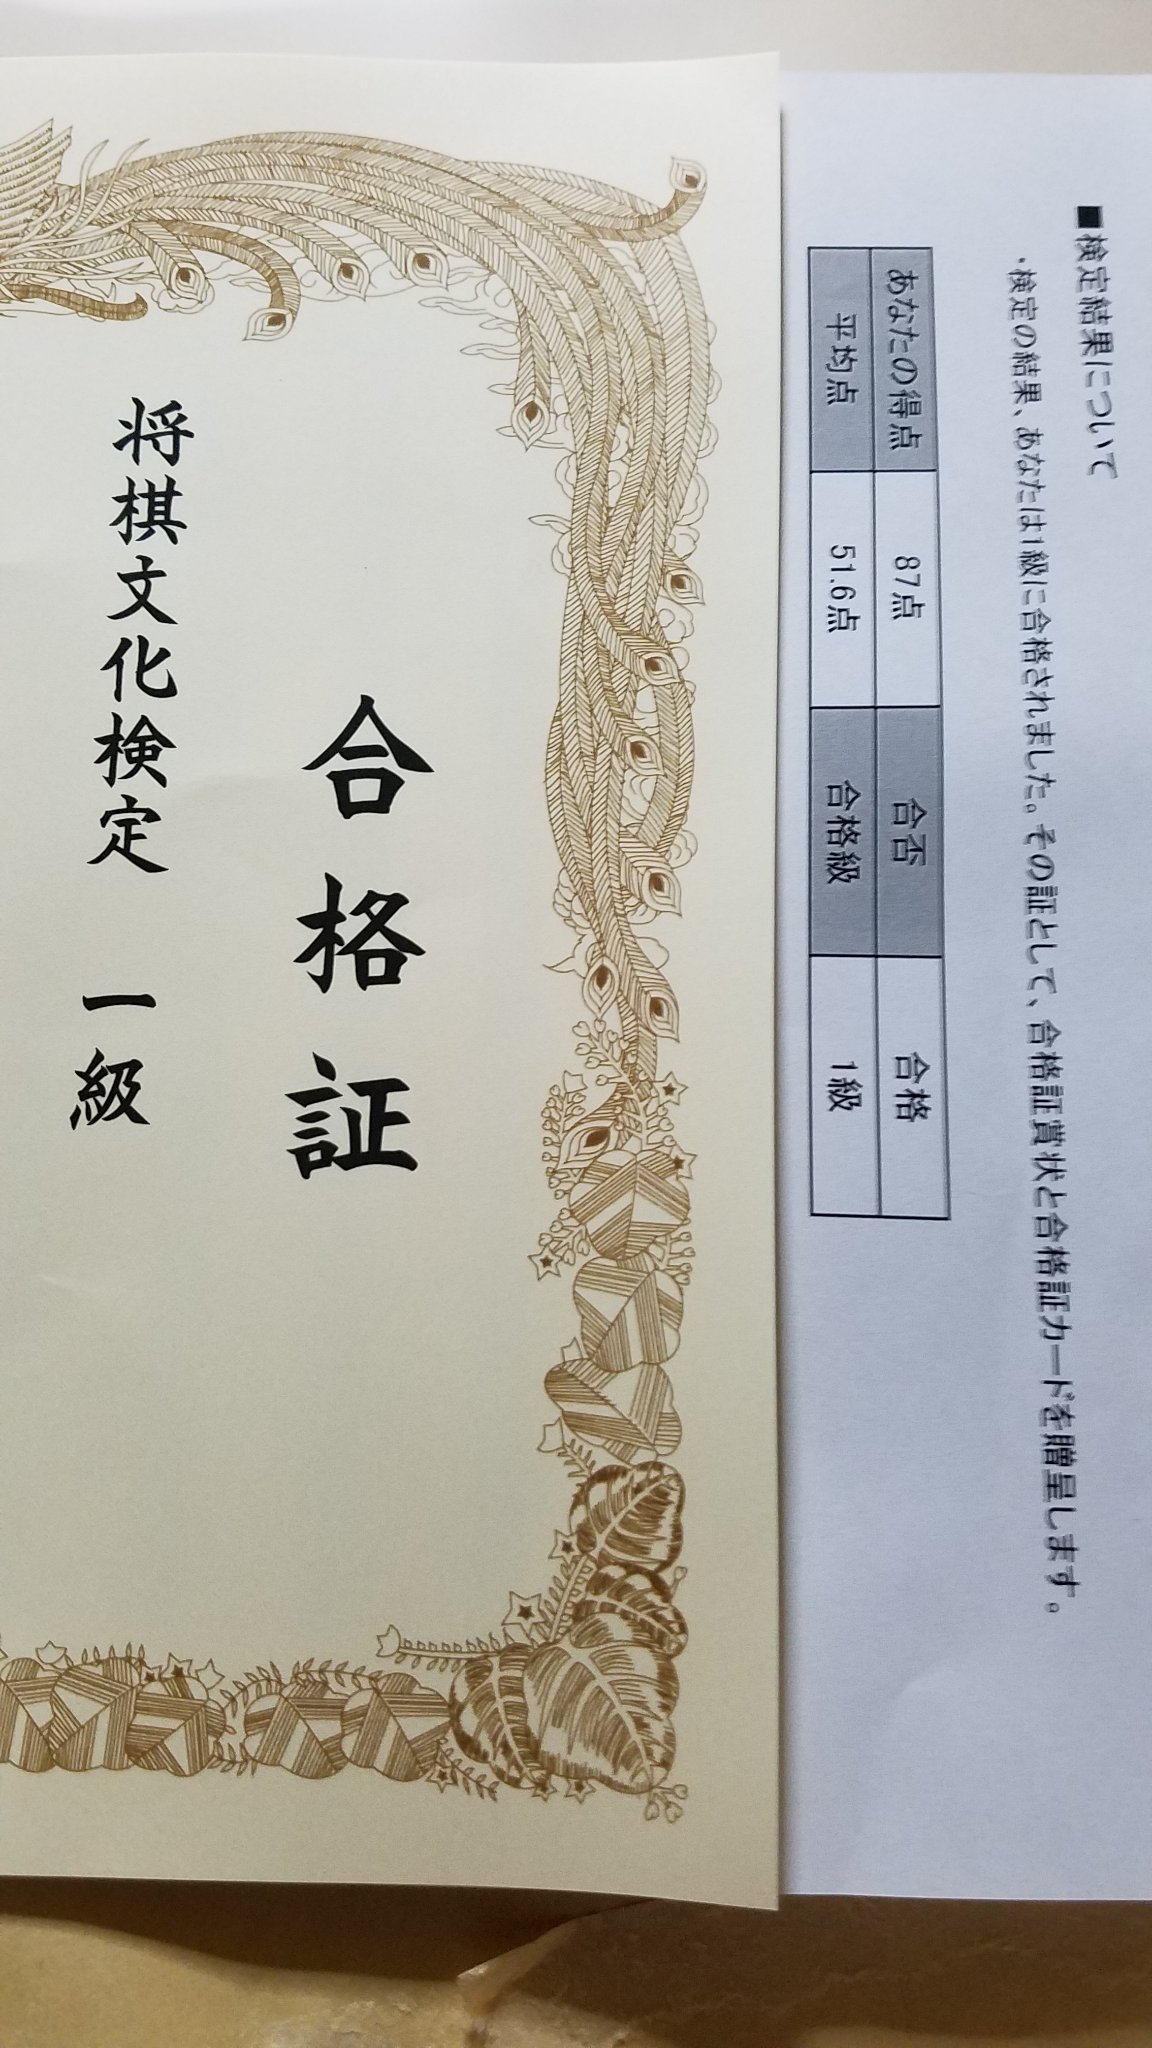 合格証
将棋文化検定 一級
■検定結果について
・検定の結果、あなたは1級に合格されました。その証として、合格証賞状と合格証カードを贈呈します。
あなたの得点 87点 合否 合格
平均点 51.6点 合格級 1級